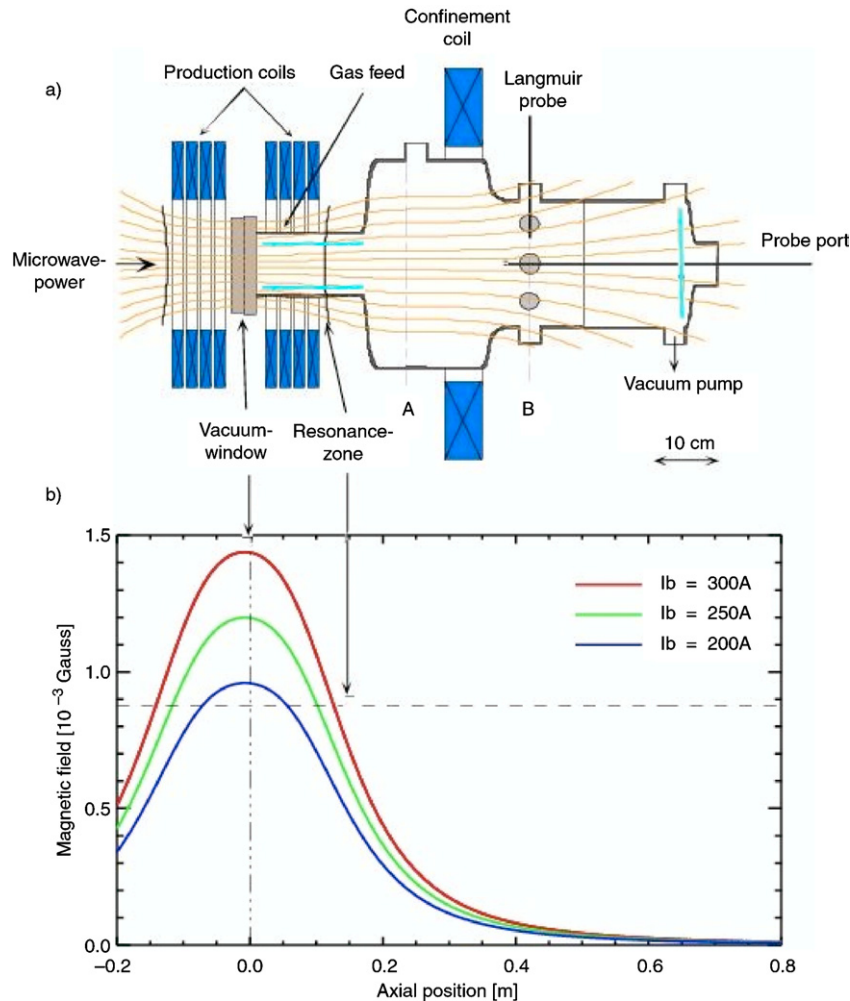 Confinement
coil
a)
Production coils
Gas feed
Langmuir
probe
Microwave-
power
Probe port
Vacuum pump
A
B
Vacuum-
window
Resonance-
zone
10 cm
b)
Magnetic field [10⁻³ Gauss]
1.5
1.0
0.5
0.0
Ib = 300A
Ib = 250A
Ib = 200A
−0.2 0.0 0.2 0.4 0.6 0.8
Axial position [m]